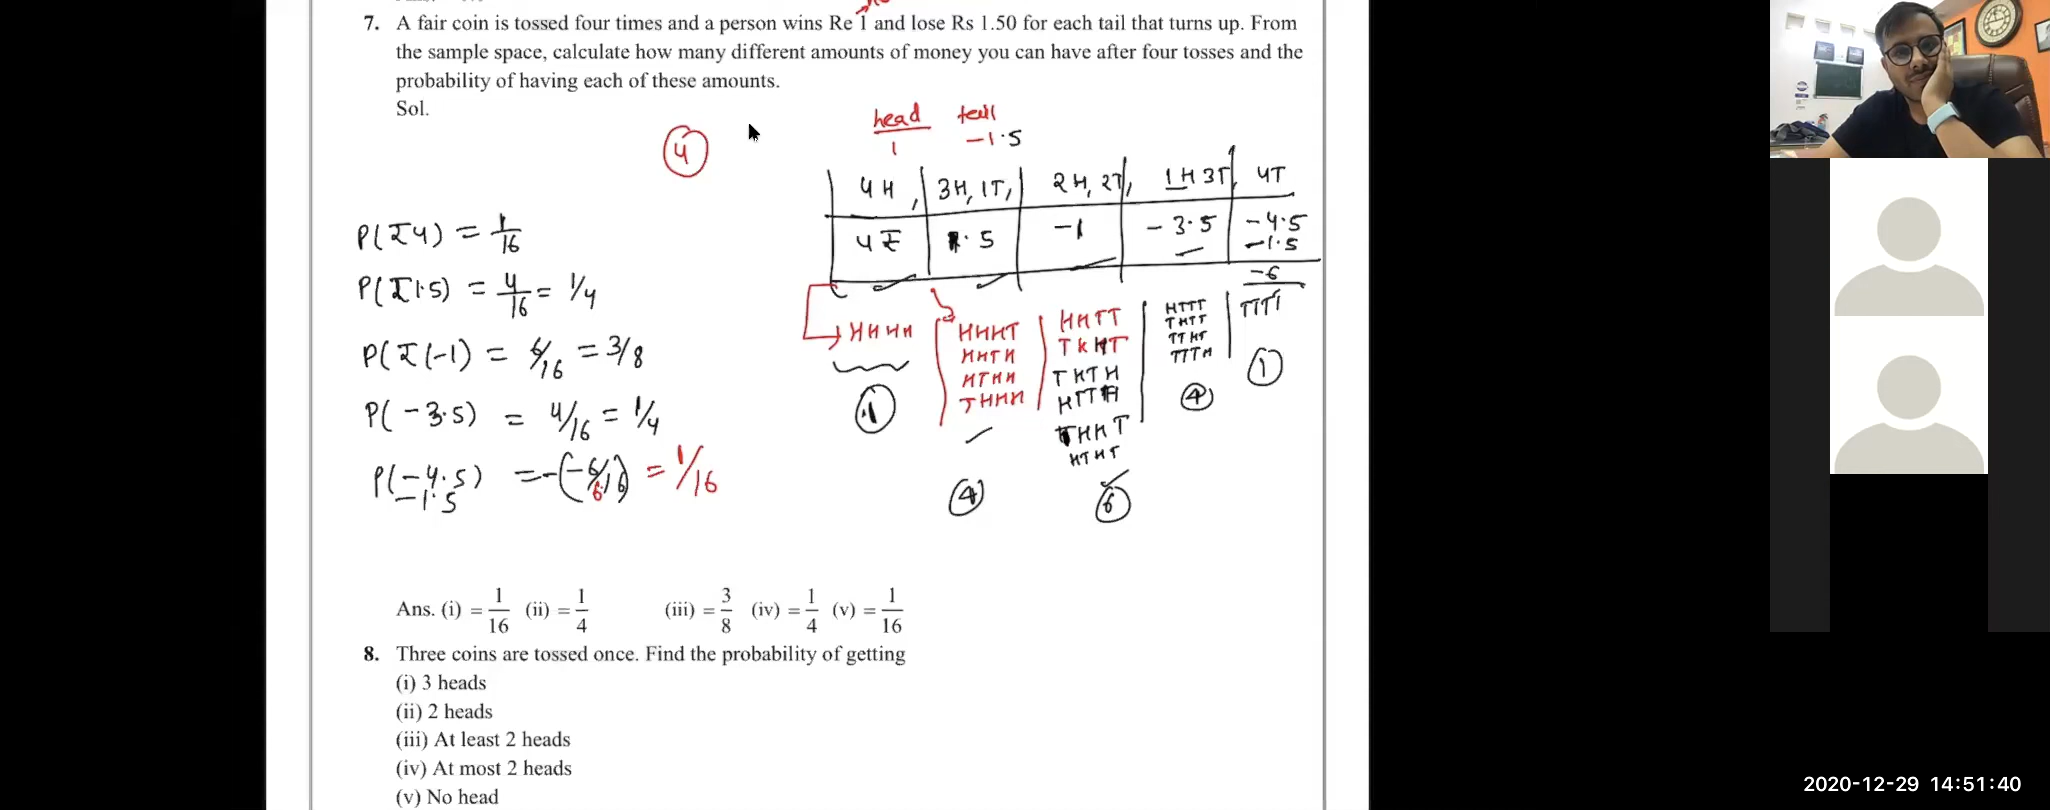 7. A fair coin is tossed four times and a person wins Re 1 and lose Rs 1.50 for each tail that turns up. From
the sample space, calculate how many different amounts of money you can have after four tosses and the
probability of having each of these amounts.
Sol.
head tail
1 -1.5
4
4H, 3H, 1T, 2H, 2T, 1H 3T, 4T
4₹ 1.5 -1 -3.5 -4.5
-1.5
-6
P(₹4) = 1/16
P(₹1.5) = 4/16 = 1/4
P(₹(-1) = 6/16 = 3/8
P(-3.5) = 4/16 = 1/4
P(-4.5) = 1/16
-1.5
HHHH
1
HHHT
HHTH
HTHH
THHH
4
HHTT
THTH
HTTH
THHT
HTHT
6
HTTT
THTT
TTHT
TTTH
4
TTTT
1
Ans. (i) = 1/16 (ii) = 1/4 (iii) = 3/8 (iv) = 1/4 (v) = 1/16
8. Three coins are tossed once. Find the probability of getting
(i) 3 heads
(ii) 2 heads
(iii) At least 2 heads
(iv) At most 2 heads
(v) No head
2020-12-29 14:51:40